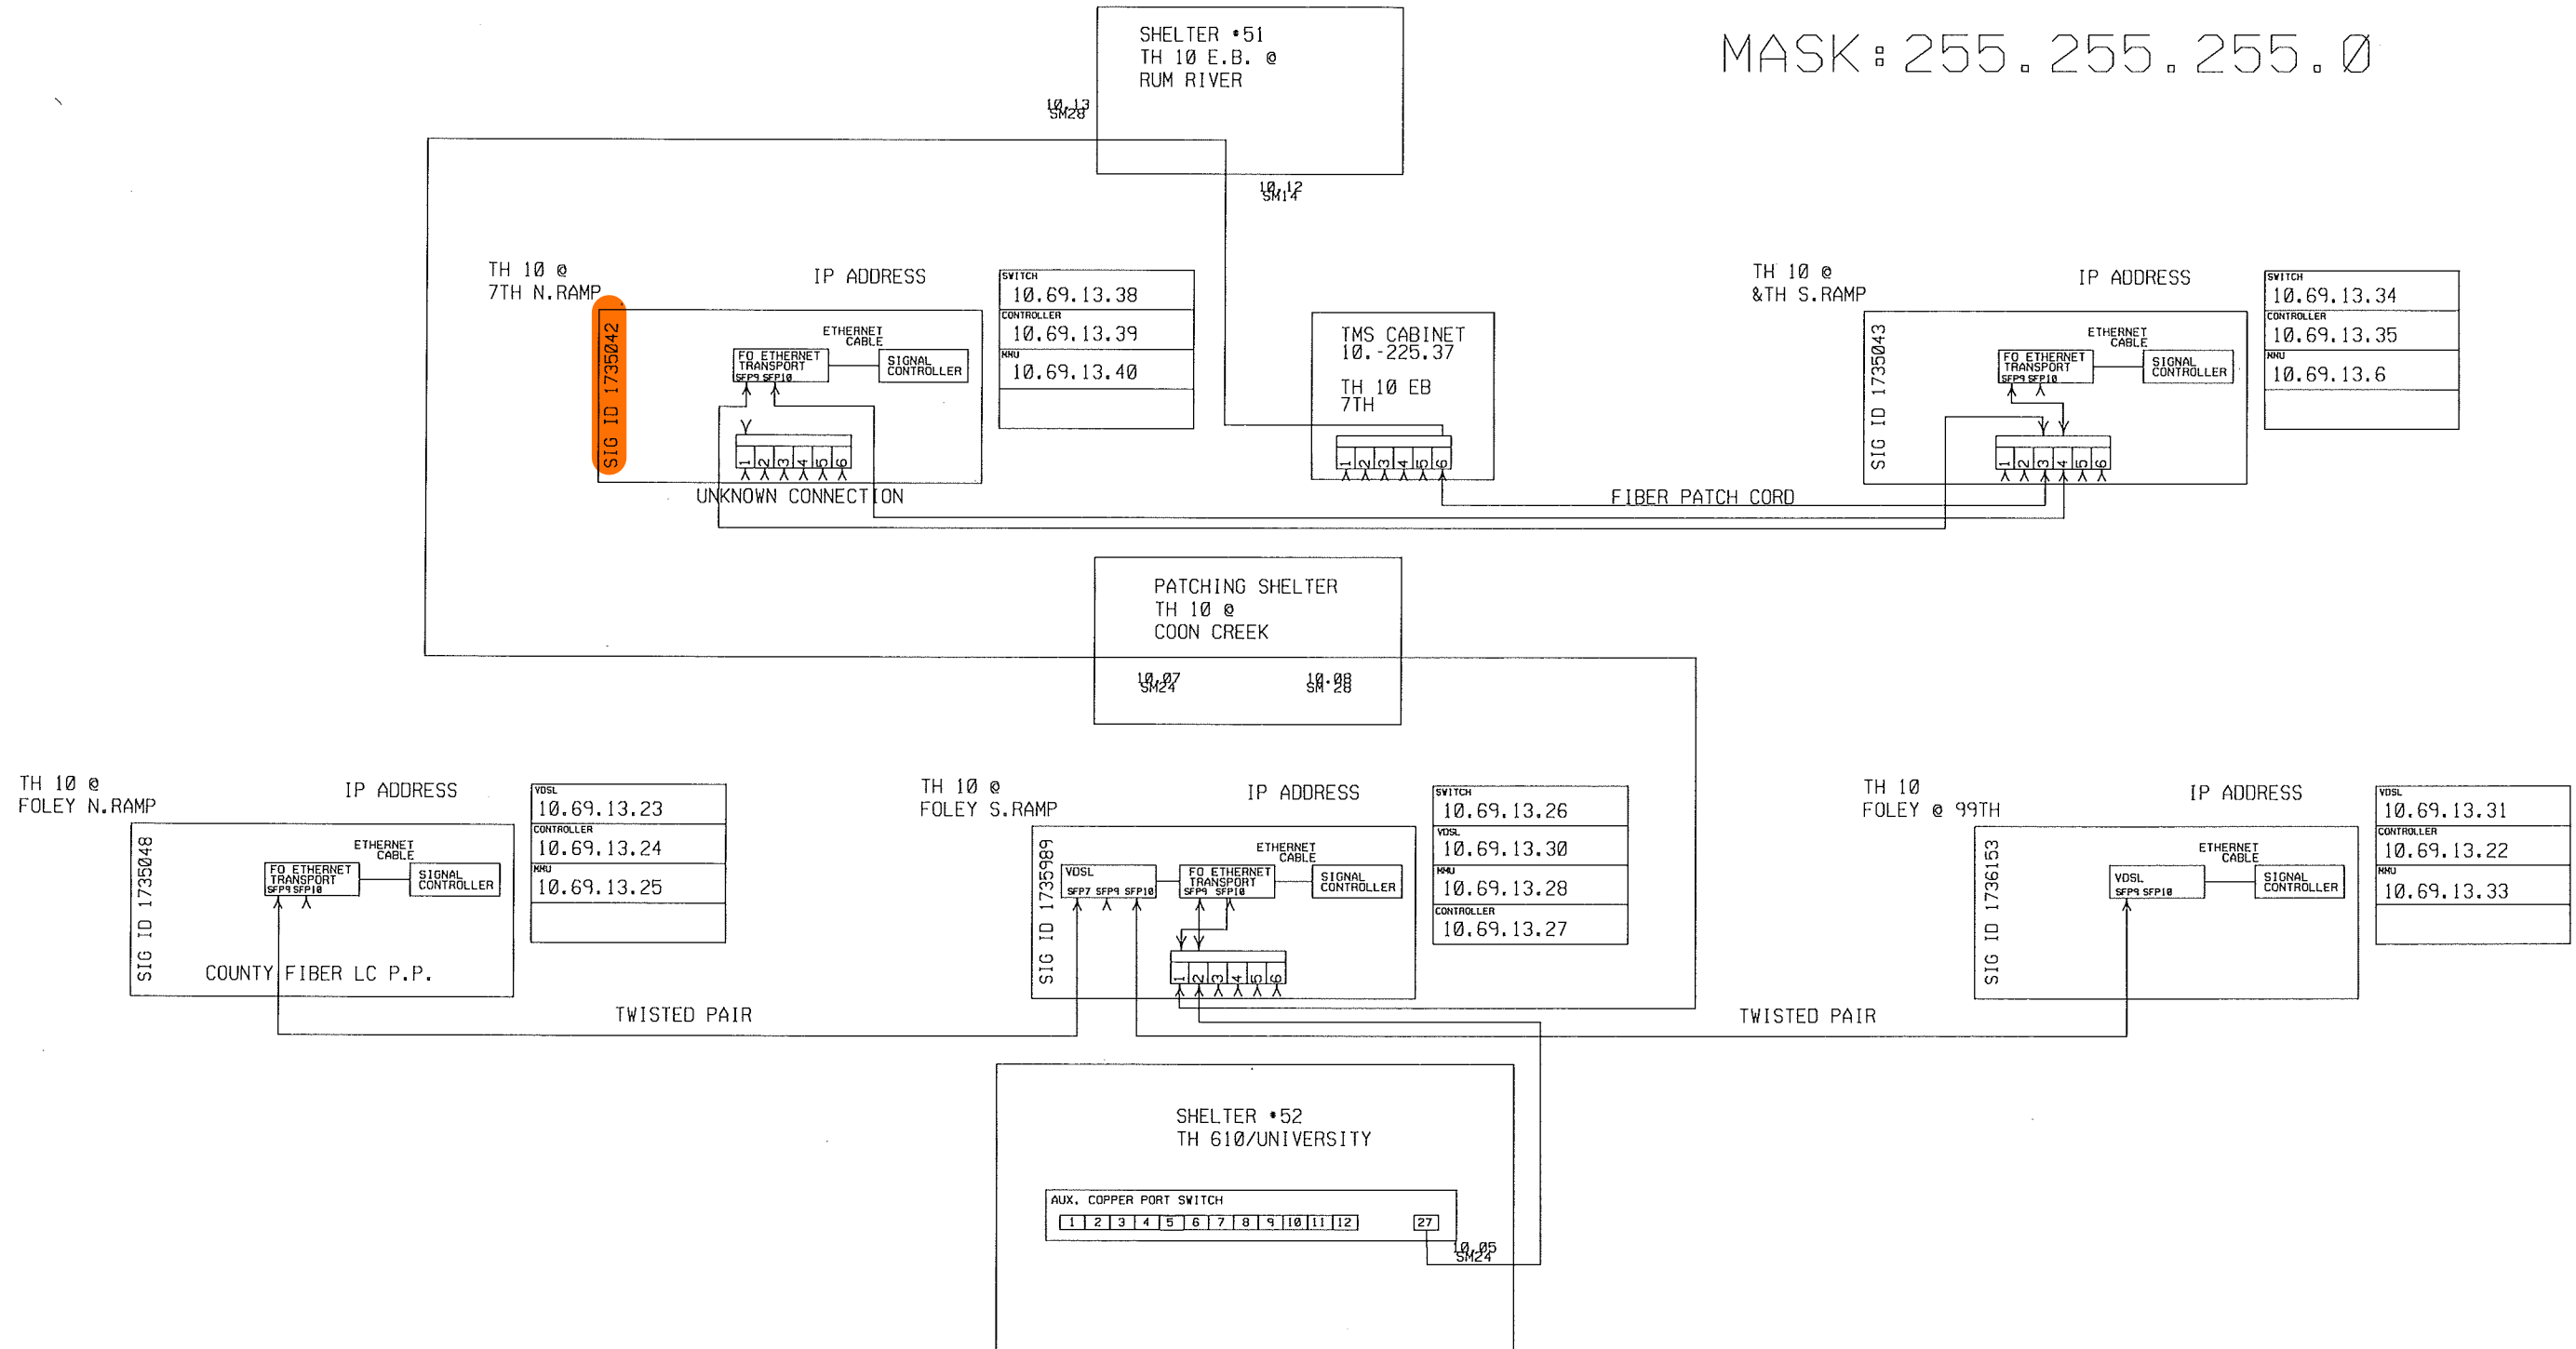 SHELTER #51
TH 10 E.B. @
RUM RIVER
MASK: 255.255.255.0
10.13
SM28
10.12
SM14
TH 10 @
7TH N.RAMP
IP ADDRESS
SIG ID 1735042
ETHERNET
CABLE
FO ETHERNET
TRANSPORT
SFP9 SFP10
SIGNAL
CONTROLLER
1 2 3 4 5 6
UNKNOWN CONNECTION
SWITCH
10.69.13.38
CONTROLLER
10.69.13.39
MMU
10.69.13.40
TMS CABINET
10.-225.37
TH 10 EB
7TH
1 2 3 4 5 6
FIBER PATCH CORD
TH 10 @
&TH S.RAMP
IP ADDRESS
SIG ID 1735043
ETHERNET
CABLE
FO ETHERNET
TRANSPORT
SFP9 SFP10
SIGNAL
CONTROLLER
1 2 3 4 5 6
SWITCH
10.69.13.34
CONTROLLER
10.69.13.35
MMU
10.69.13.6
PATCHING SHELTER
TH 10 @
COON CREEK
10.07
SM24
10.08
SM 28
TH 10 @
FOLEY N.RAMP
IP ADDRESS
SIG ID 1735048
ETHERNET
CABLE
FO ETHERNET
TRANSPORT
SFP9 SFP10
SIGNAL
CONTROLLER
COUNTY FIBER LC P.P.
VDSL
10.69.13.23
CONTROLLER
10.69.13.24
MMU
10.69.13.25
TWISTED PAIR
TH 10 @
FOLEY S.RAMP
IP ADDRESS
SIG ID 1735989
ETHERNET
CABLE
VDSL
SFP7 SFP9 SFP10
FO ETHERNET
TRANSPORT
SFP9 SFP10
SIGNAL
CONTROLLER
1 2 3 4 5 6
SWITCH
10.69.13.26
VDSL
10.69.13.30
MMU
10.69.13.28
CONTROLLER
10.69.13.27
TWISTED PAIR
TH 10
FOLEY @ 99TH
IP ADDRESS
SIG ID 1736153
ETHERNET
CABLE
VDSL
SFP9 SFP10
SIGNAL
CONTROLLER
VDSL
10.69.13.31
CONTROLLER
10.69.13.22
MMU
10.69.13.33
SHELTER #52
TH 610/UNIVERSITY
AUX. COPPER PORT SWITCH
1 2 3 4 5 6 7 8 9 10 11 12 27
10.05
SM24